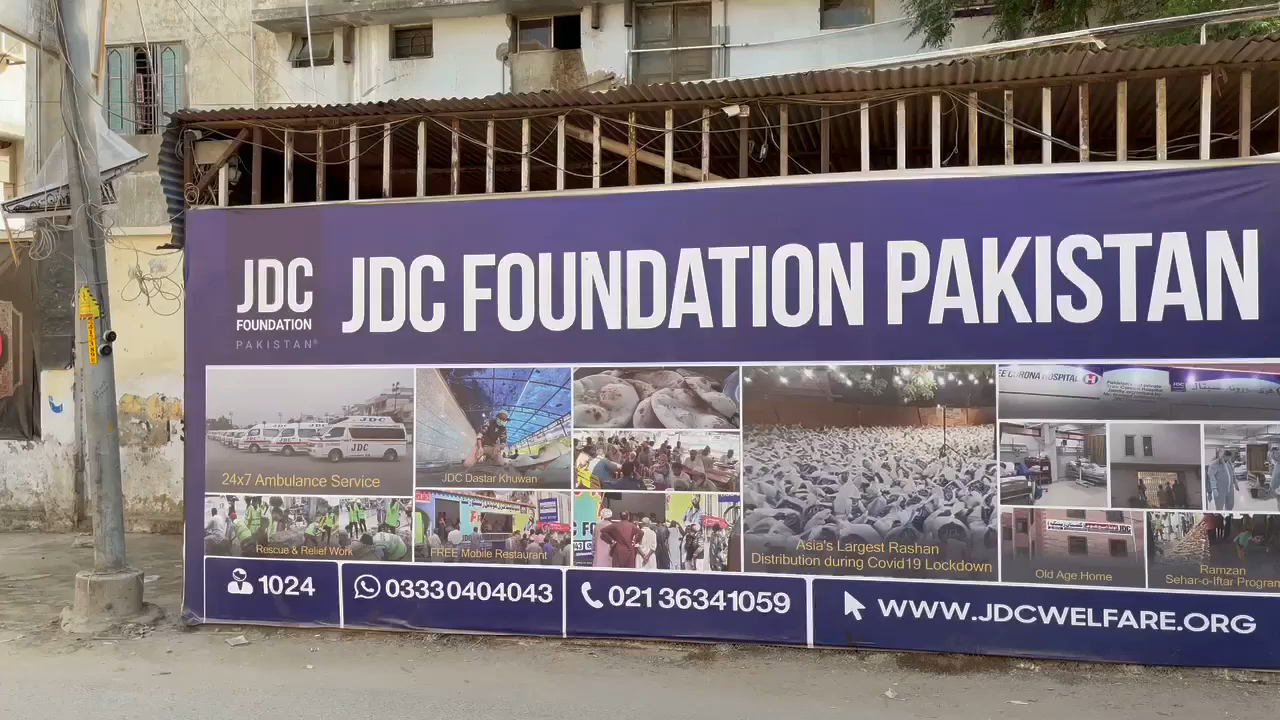 JDC
FOUNDATION
PAKISTAN®
JDC FOUNDATION PAKISTAN
JDC
24x7 Ambulance Service
JDC Dastar Khuwan
Rescue & Relief Work
FREE Mobile Restaurant
Asia's Largest Rashan
Distribution during Covid19 Lockdown
EE CORONA HOSPITAL H
Old Age Home
Ramzan
Sehar-o-Iftar Program
1024
03330404043
021 36341059
WWW.JDCWELFARE.ORG